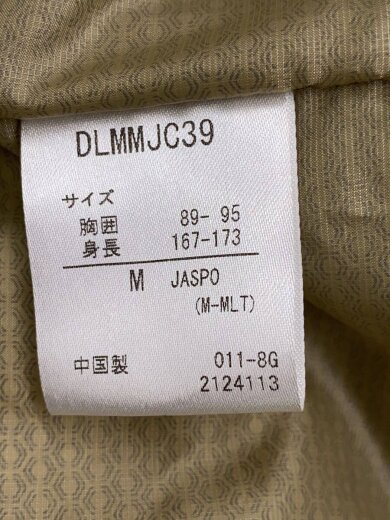 DLMMJC39
サイズ
胸囲 89- 95
身長 167-173
M JASPO
(M-MLT)
中国製 011-8G
2124113